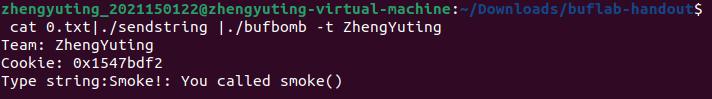 zhengyuting_2021150122@zhengyuting-virtual-machine:~/Downloads/buflab-handout$
cat 0.txt|./sendstring |./bufbomb -t ZhengYuting
Team: ZhengYuting
Cookie: 0x1547bdf2
Type string:Smoke!: You called smoke()